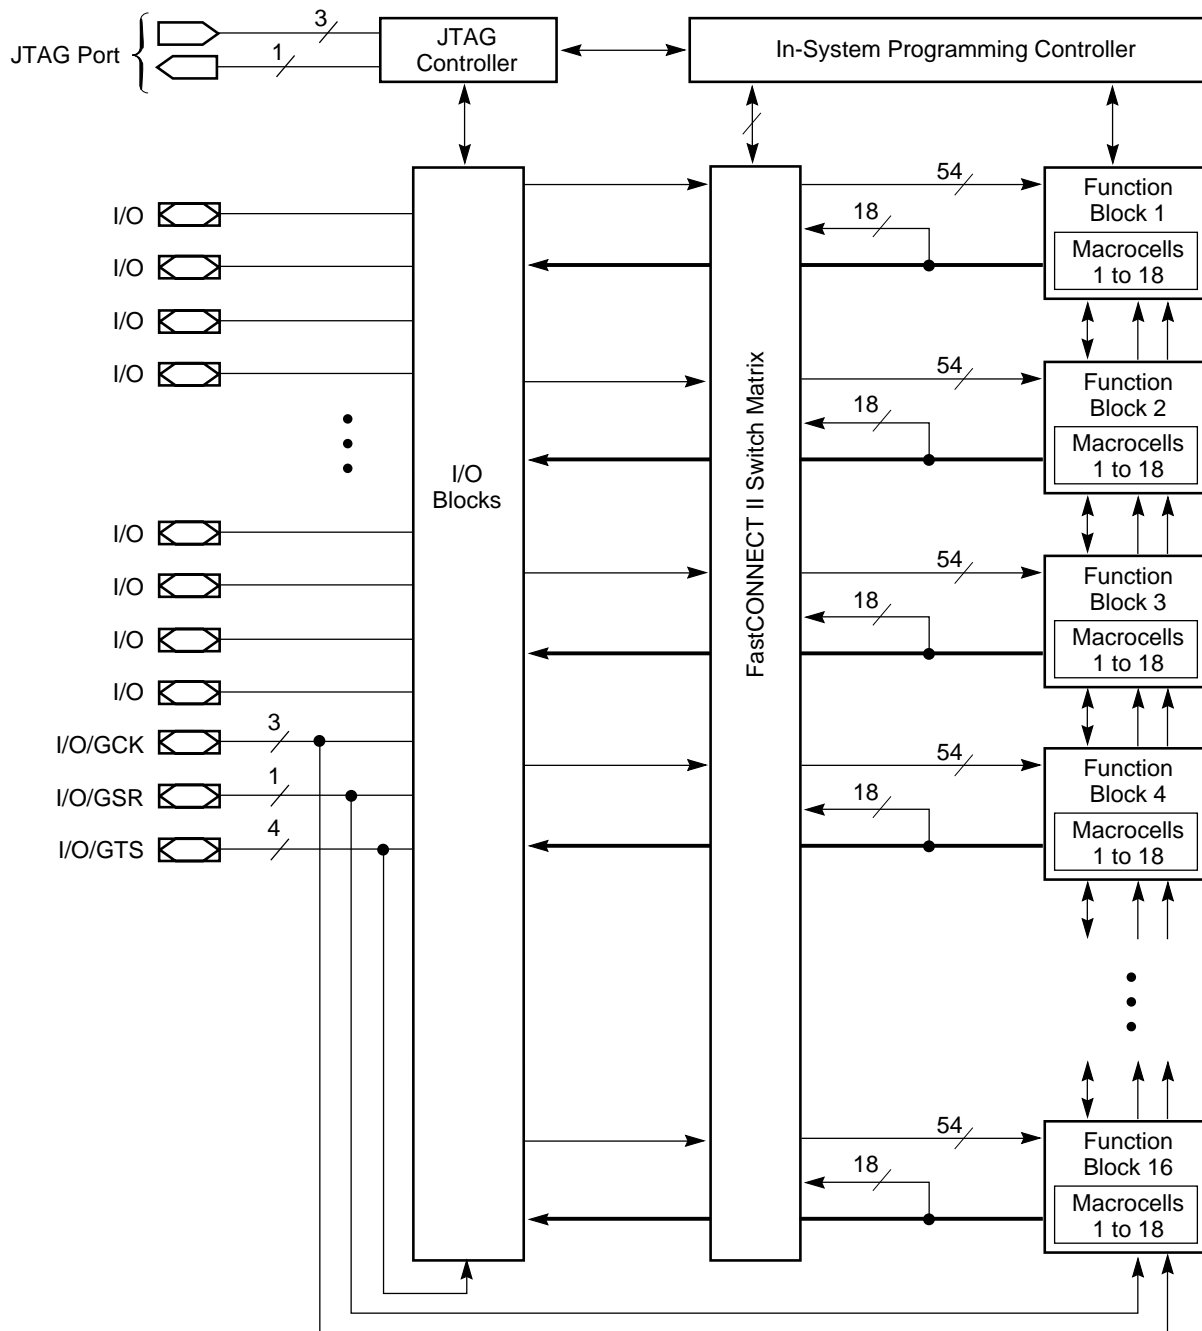 JTAG Port
3
1
JTAG
Controller
In-System Programming Controller
I/O
I/O
I/O
I/O
I/O
I/O
I/O
I/O
I/O/GCK
3
I/O/GSR
1
I/O/GTS
4
I/O
Blocks
FastCONNECT II Switch Matrix
54
18
Function
Block 1
Macrocells
1 to 18
54
18
Function
Block 2
Macrocells
1 to 18
54
18
Function
Block 3
Macrocells
1 to 18
54
18
Function
Block 4
Macrocells
1 to 18
54
18
Function
Block 16
Macrocells
1 to 18